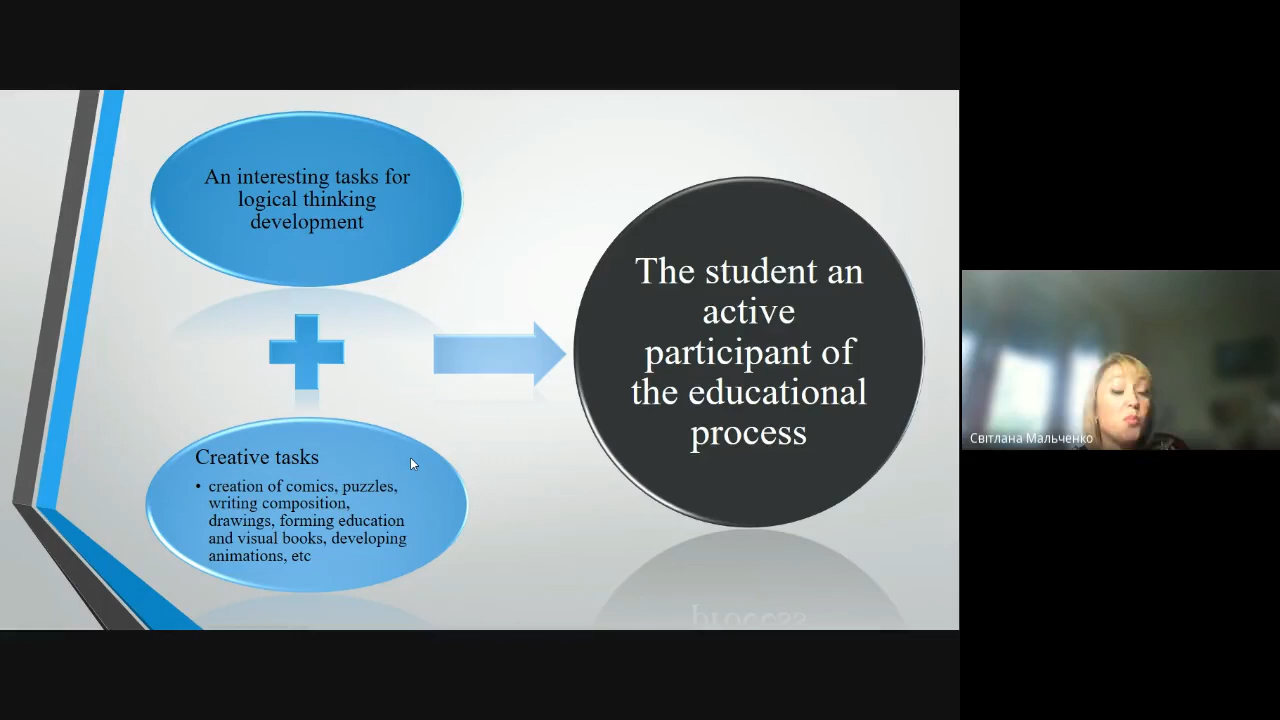 An interesting tasks for
logical thinking
development
Creative tasks
• creation of comics, puzzles,
writing composition,
drawings, forming education
and visual books, developing
animations, etc
The student an
active
participant of
the educational
process
Світлана Мальченко